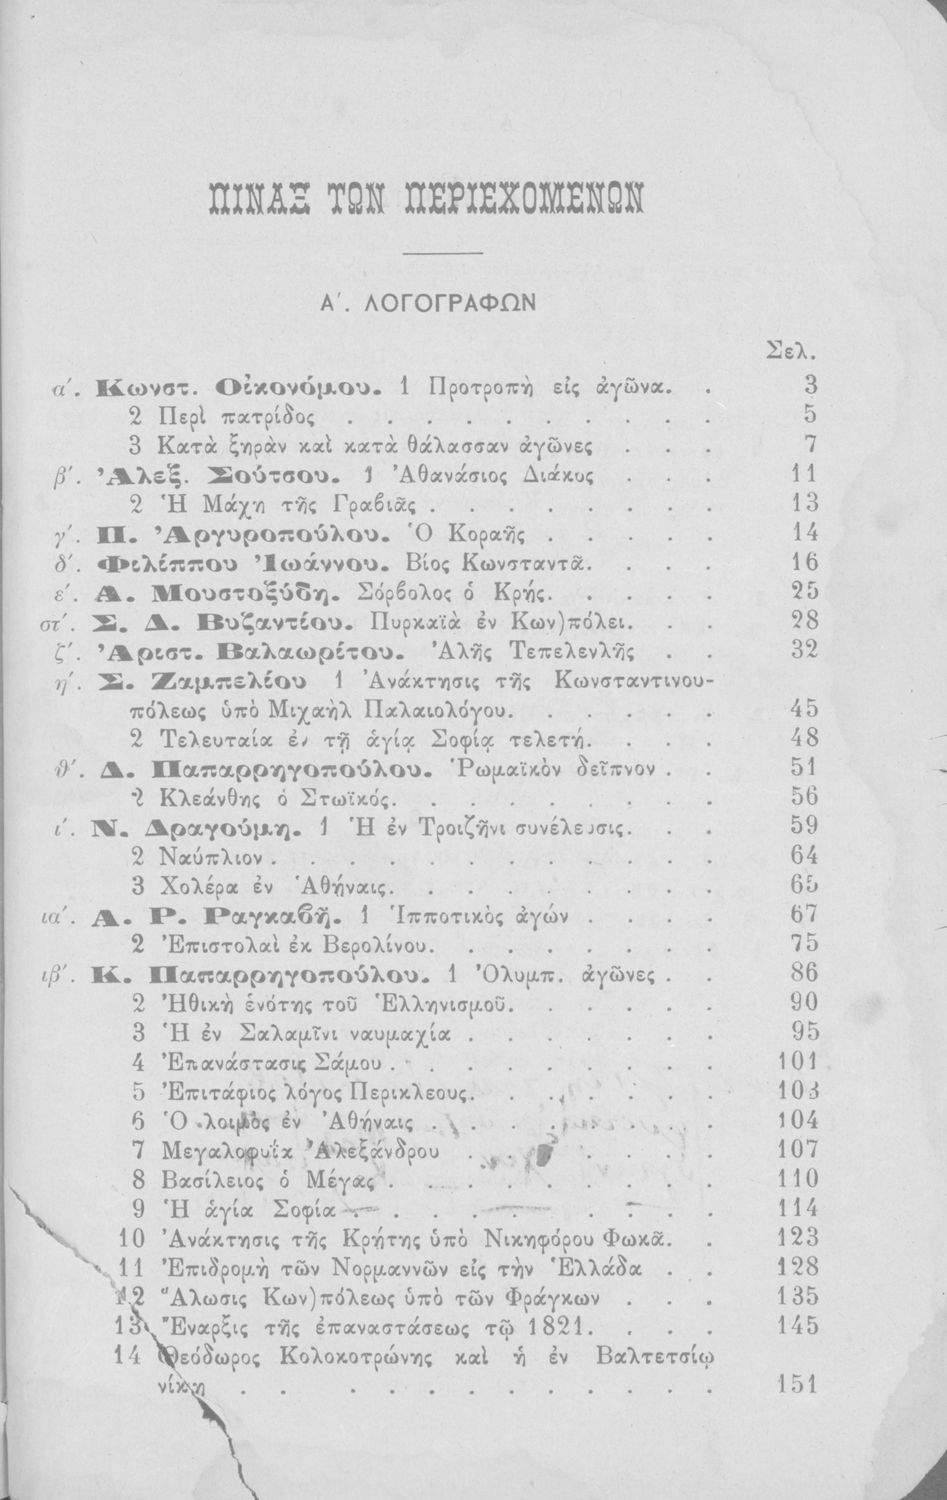 ΠΙΝΑΞ ΤΩΝ ΠΕΡΙΕΧΟΜΕΝΩΝ
Α΄. ΛΟΓΟΓΡΑΦΩΝ
Σελ.
α΄. Κωνστ. Οἰκονόμου. 1 Προτροπὴ εἰς ἀγῶνα. . 3
2 Περὶ πατρίδος . . . . . . . . . . 5
3 Κατὰ ξηρὰν καὶ κατὰ θάλασσαν ἀγῶνες . . . 7
β΄. Ἀλεξ. Σούτσου. 1 Ἀθανάσιος Διάκος . . . 11
2 Ἡ Μάχη τῆς Γραβιᾶς . . . . . . . . 13
γ΄. Π. Ἀργυροπούλου. Ὁ Κοραῆς . . . . . 14
δ΄. Φιλίππου Ἰωάννου. Βίος Κωνσταντᾶ. . . . 16
ε΄. Α. Μουστοξύδη. Σόρβολος ὁ Κρής. . . . . 25
στ΄. Σ. Δ. Βυζαντίου. Πυρκαϊὰ ἐν Κων)πόλει. . . 28
ζ΄. Ἀριστ. Βαλαωρίτου. Ἀλῆς Τεπελενλῆς . . 32
η΄. Σ. Ζαμπελίου 1 Ἀνάκτησις τῆς Κωνσταντινου-
πόλεως ὑπὸ Μιχαὴλ Παλαιολόγου. . . . . . 45
2 Τελευταία ἐν τῇ ἁγίᾳ Σοφίᾳ τελετή. . . . 48
θ΄. Δ. Παπαρρηγοπούλου. Ῥωμαϊκὸν δεῖπνον . . 51
2 Κλεάνθης ὁ Στωϊκός. . . . . . . . . 56
ι΄. Ν. Δραγούμη. 1 Ἡ ἐν Τροιζῆνι συνέλευσις. . . 59
2 Ναύπλιον . . . . . . . . . . . . 64
3 Χολέρα ἐν Ἀθήναις. . . . . . . . . 65
ια΄. Α. Ρ. Ραγκαβῆ. 1 Ἱπποτικὸς ἀγών . . . . 67
2 Ἐπιστολαὶ ἐκ Βερολίνου. . . . . . . . 75
ιβ΄. Κ. Παπαρρηγοπούλου. 1 Ὀλυμπ. ἀγῶνες . . 86
2 Ἠθικὴ ἑνότης τοῦ Ἑλληνισμοῦ. . . . . . 90
3 Ἡ ἐν Σαλαμῖνι ναυμαχία . . . . . . . 95
4 Ἐπανάστασις Σάμου . . . . . . . . . 101
5 Ἐπιτάφιος λόγος Περικλεους. . . . . . . 103
6 Ὁ λοιμὸς ἐν Ἀθήναις . . . . . . . . 104
7 Μεγαλοφυΐα Ἀλεξάνδρου . . . . . . . 107
8 Βασίλειος ὁ Μέγας . . . . . . . . . 110
9 Ἡ ἁγία Σοφία . . . . . . . . . . 114
10 Ἀνάκτησις τῆς Κρήτης ὑπὸ Νικηφόρου Φωκᾶ. . 123
11 Ἐπιδρομὴ τῶν Νορμαννῶν εἰς τὴν Ἑλλάδα . . 128
12 Ἅλωσις Κων)πόλεως ὑπὸ τῶν Φράγκων . . . 135
13 Ἔναρξις τῆς ἐπαναστάσεως τῷ 1821. . . . 145
14 Θεόδωρος Κολοκοτρώνης καὶ ἡ ἐν Βαλτετσίῳ
νίκη . . . . . . . . . . . . . . 151